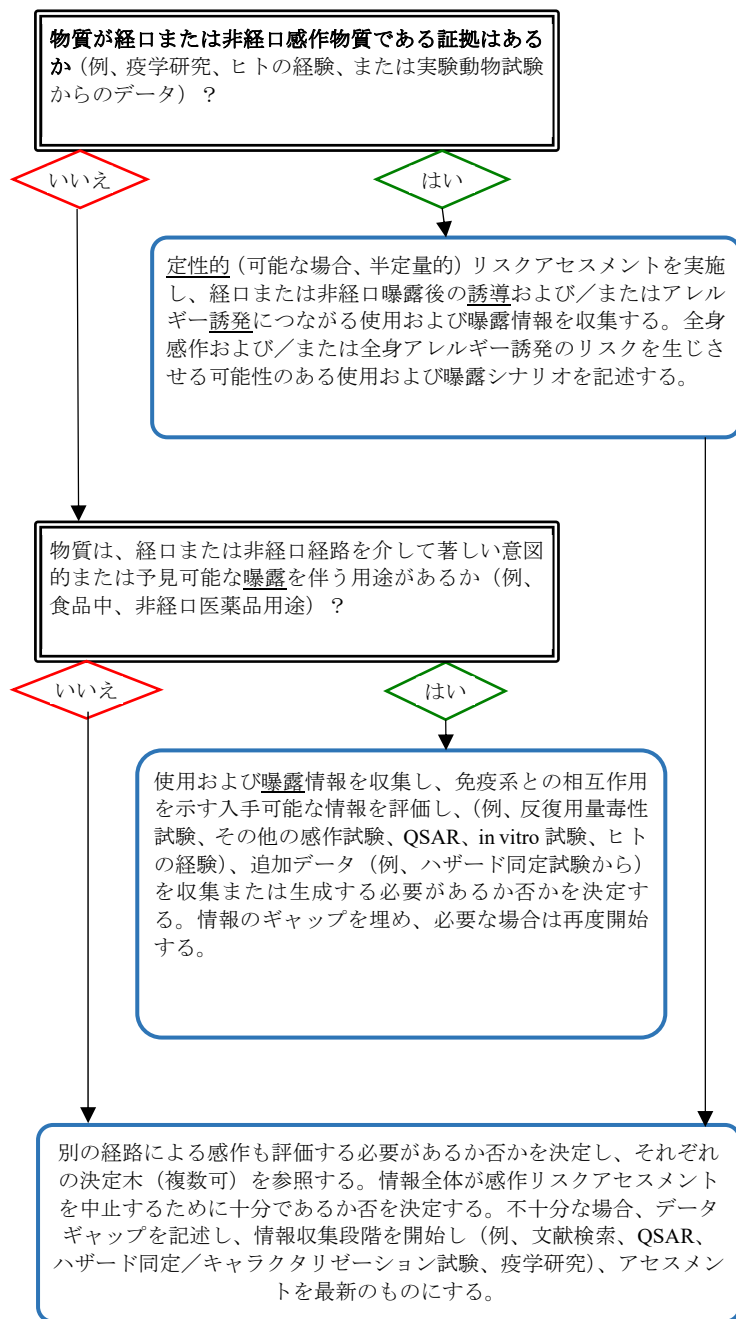 物質が経口または非経口感作物質である証拠はある
か（例、疫学研究、ヒトの経験、または実験動物試験
からのデータ）？
いいえ
はい
定性的（可能な場合、半定量的）リスクアセスメントを実施
し、経口または非経口曝露後の誘導および／またはアレル
ギー誘発につながる使用および曝露情報を収集する。全身
感作および／または全身アレルギー誘発のリスクを生じさ
せる可能性のある使用および曝露シナリオを記述する。
物質は、経口または非経口経路を介して著しい意図
的または予見可能な曝露を伴う用途があるか（例、
食品中、非経口医薬品用途）？
いいえ
はい
使用および曝露情報を収集し、免疫系との相互作用
を示す入手可能な情報を評価し、（例、反復用量毒性
試験、その他の感作試験、QSAR、in vitro 試験、ヒト
の経験）、追加データ（例、ハザード同定試験から）
を収集または生成する必要があるか否かを決定す
る。情報のギャップを埋め、必要な場合は再度開始
する。
別の経路による感作も評価する必要があるか否かを決定し、それぞれ
の決定木（複数可）を参照する。情報全体が感作リスクアセスメント
を中止するために十分であるか否を決定する。不十分な場合、データ
ギャップを記述し、情報収集段階を開始し（例、文献検索、QSAR、
ハザード同定／キャラクタリゼーション試験、疫学研究）、アセスメン
トを最新のものにする。